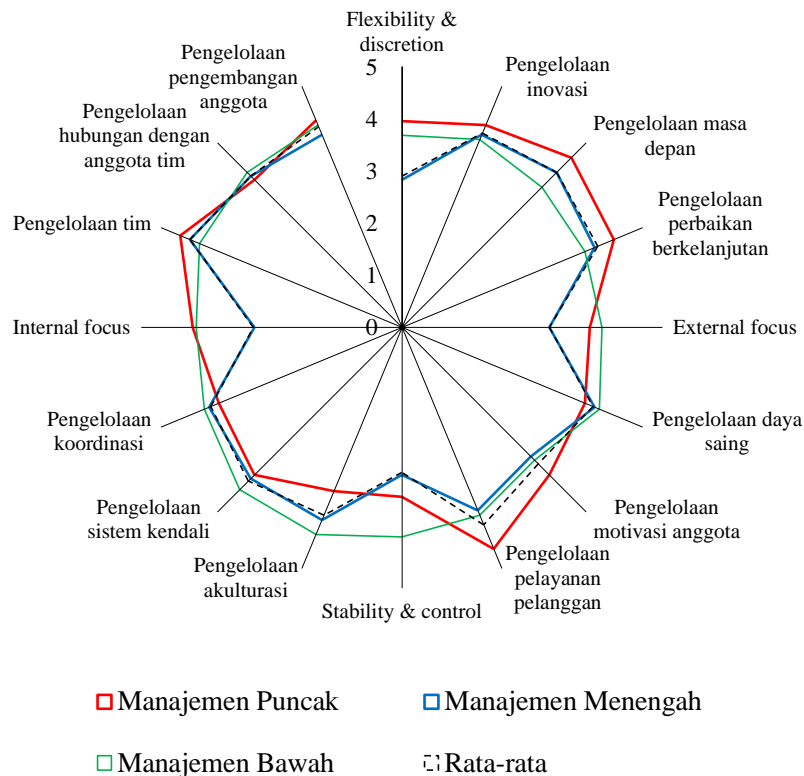 Flexibility &
discretion
Pengelolaan
inovasi
Pengelolaan masa
depan
Pengelolaan
perbaikan
berkelanjutan
External focus
Pengelolaan daya
saing
Pengelolaan
motivasi anggota
Pengelolaan
pelayanan
pelanggan
Stability & control
Pengelolaan
akulturasi
Pengelolaan
sistem kendali
Pengelolaan
koordinasi
Internal focus
Pengelolaan tim
Pengelolaan
hubungan dengan
anggota tim
Pengelolaan
pengembangan
anggota
5
4
3
2
1
0
Manajemen Puncak
Manajemen Menengah
Manajemen Bawah
Rata-rata